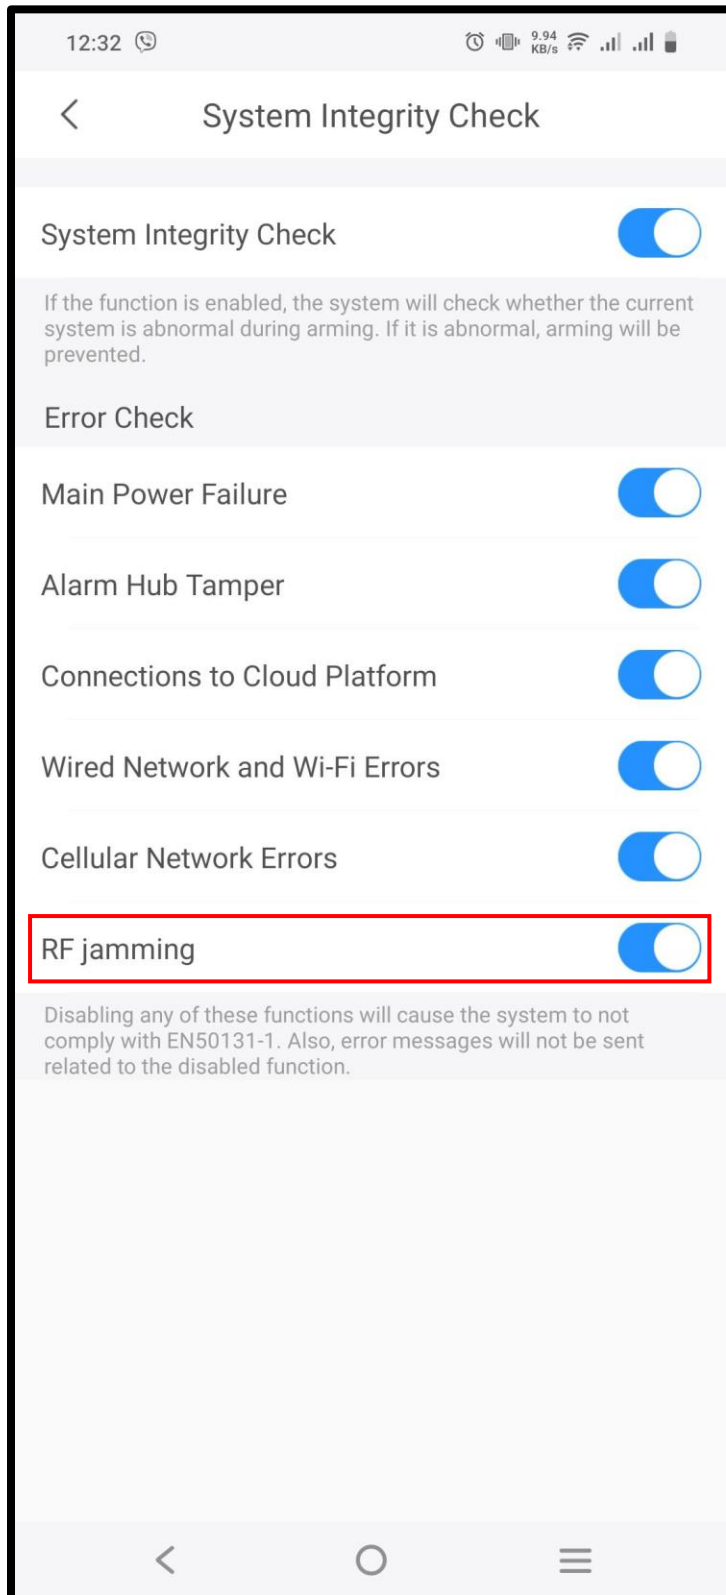 12:32
9.94
KB/s
System Integrity Check
System Integrity Check
If the function is enabled, the system will check whether the current
system is abnormal during arming. If it is abnormal, arming will be
prevented.
Error Check
Main Power Failure
Alarm Hub Tamper
Connections to Cloud Platform
Wired Network and Wi-Fi Errors
Cellular Network Errors
RF jamming
Disabling any of these functions will cause the system to not
comply with EN50131-1. Also, error messages will not be sent
related to the disabled function.